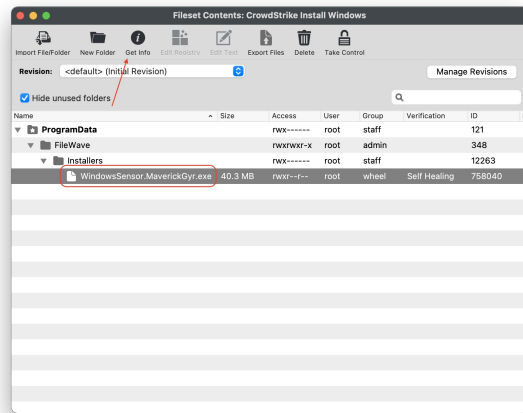 Fileset Contents: CrowdStrike Install Windows
Import File/Folder New Folder Get Info Edit Registry Edit Text Export Files Delete Take Control
Revision: <default> (Initial Revision) Manage Revisions
Hide unused folders
Name Size Access User Group Verification ID
ProgramData rwx------ root staff 121
FileWave rwxrwxr-x root admin 348
Installers rwx------ root staff 12263
WindowsSensor.MaverickGyr.exe 40.3 MB rwxr--r-- root wheel Self Healing 758040